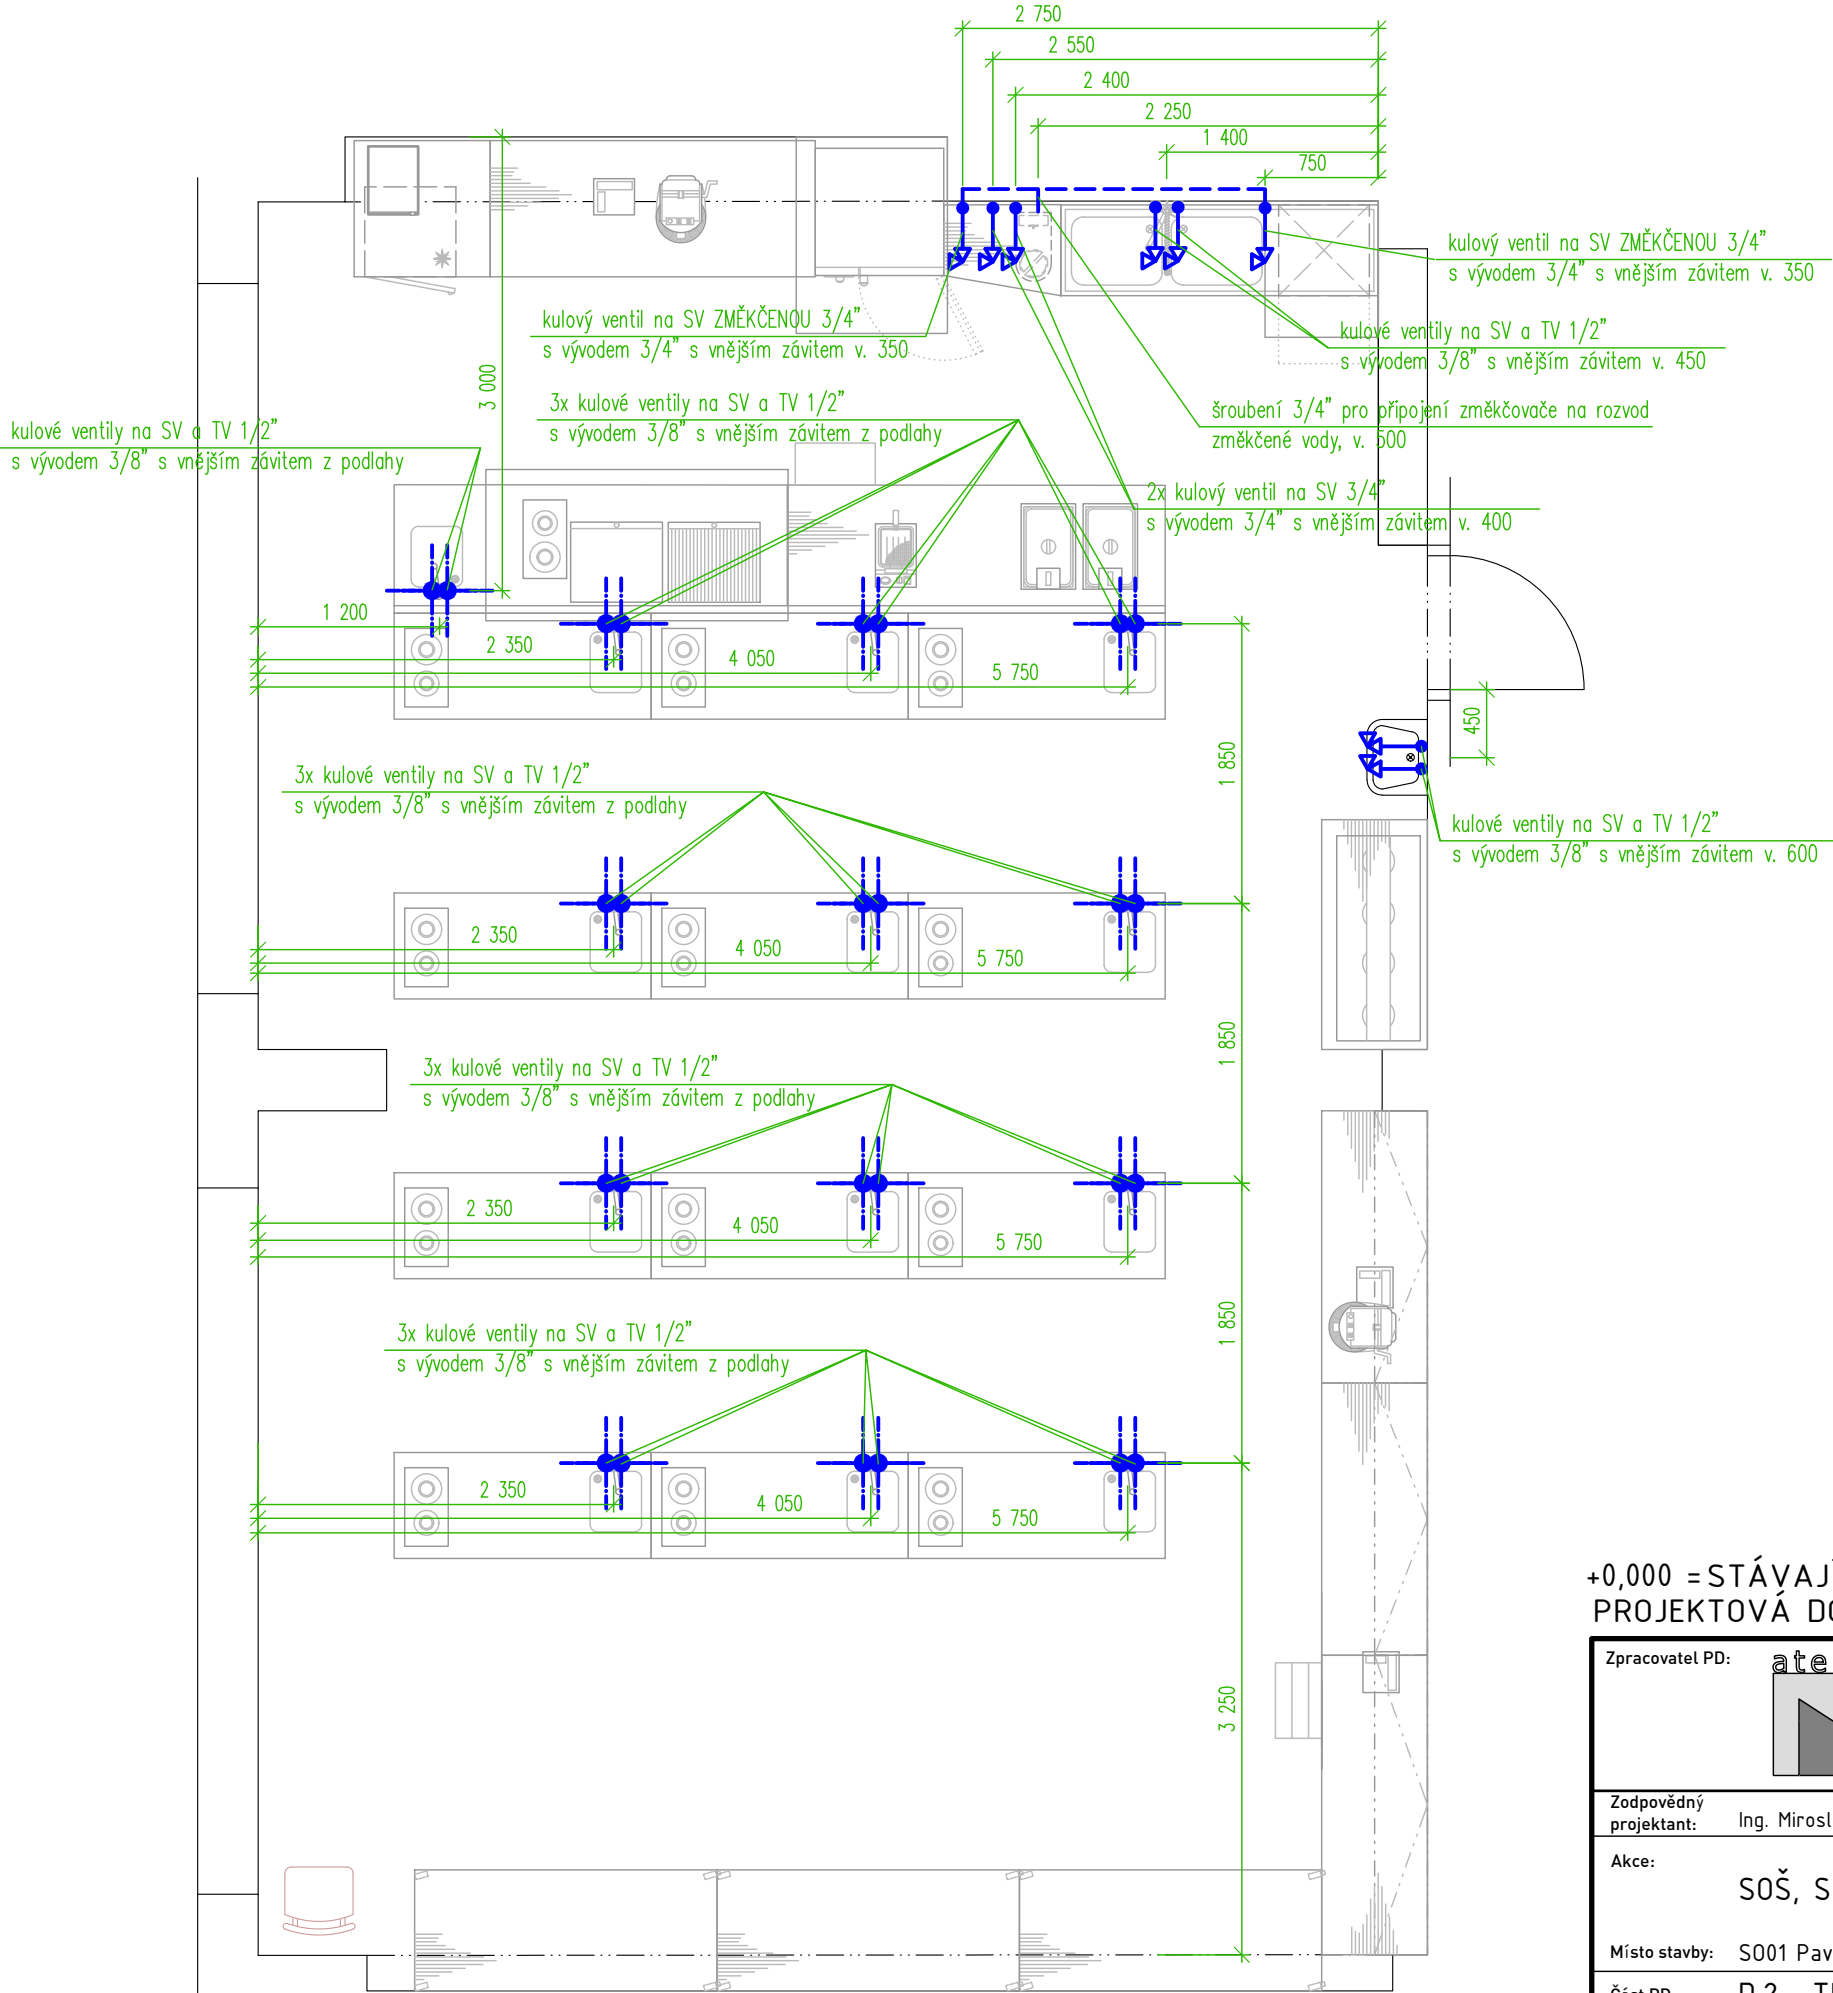 2 750
2 550
2 400
2 250
1 400
750
kulový ventil na SV ZMĚKČENOU 3/4"
s vývodem 3/4" s vnějším závitem v. 350
kulový ventil na SV ZMĚKČENOU 3/4"
s vývodem 3/4" s vnějším závitem v. 350
kulové ventily na SV a TV 1/2"
s vývodem 3/8" s vnějším závitem v. 450
3 000
3x kulové ventily na SV a TV 1/2"
s vývodem 3/8" s vnějším závitem z podlahy
šroubení 3/4" pro připojení změkčovače na rozvod
změkčené vody, v. 500
kulové ventily na SV a TV 1/2"
s vývodem 3/8" s vnějším závitem z podlahy
2x kulový ventil na SV 3/4"
s vývodem 3/4" s vnějším závitem v. 400
1 200
2 350
4 050
5 750
450
1 850
3x kulové ventily na SV a TV 1/2"
s vývodem 3/8" s vnějším závitem z podlahy
kulové ventily na SV a TV 1/2"
s vývodem 3/8" s vnějším závitem v. 600
2 350
4 050
5 750
1 850
3x kulové ventily na SV a TV 1/2"
s vývodem 3/8" s vnějším závitem z podlahy
2 350
4 050
5 750
1 850
3x kulové ventily na SV a TV 1/2"
s vývodem 3/8" s vnějším závitem z podlahy
2 350
4 050
5 750
3 250
+0,000 =STÁVAJ
PROJEKTOVÁ DO
Zpracovatel PD:
ate
Zodpovědný
projektant: Ing. Mirosl
Akce:
SOŠ, S
Místo stavby: SO01 Pav